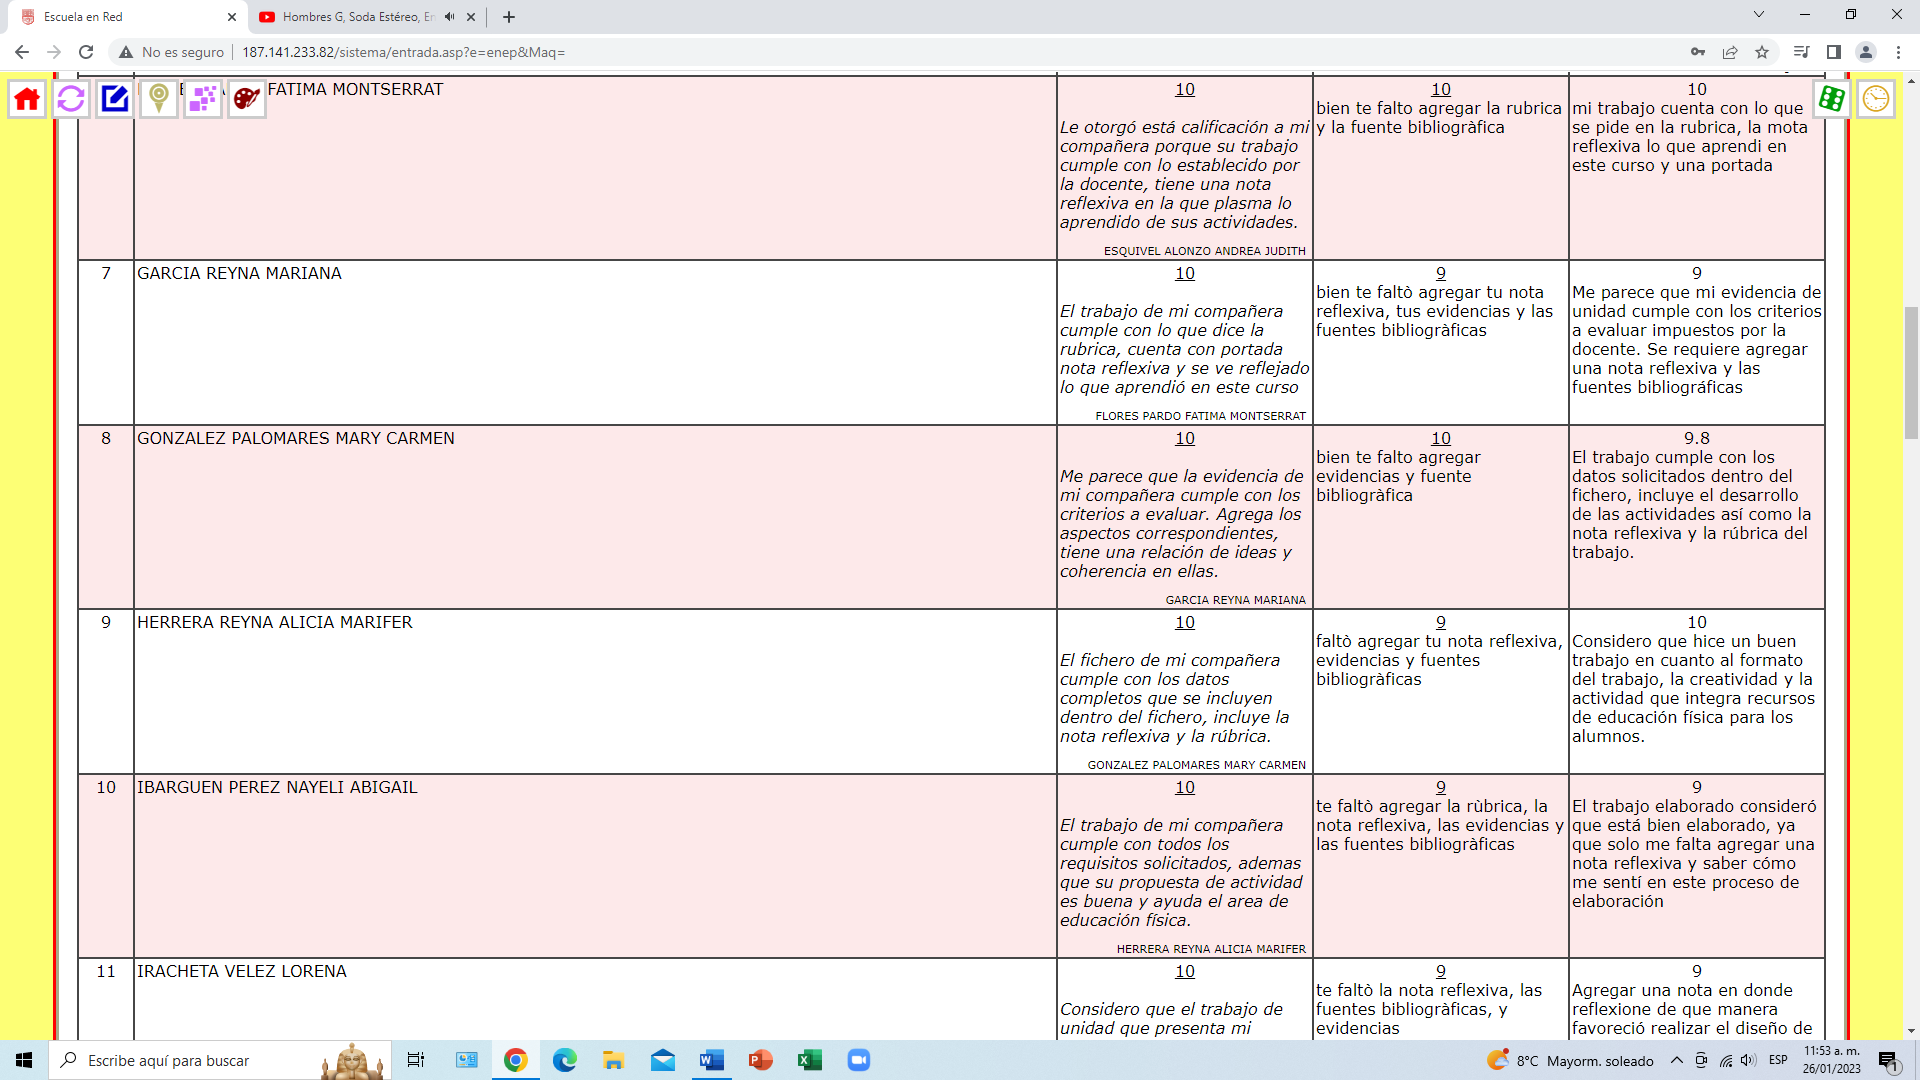 Escuela en Red
Hombres G, Soda Estéreo, En
No es seguro
187.141.233.82/sistema/entrada.asp?e=enep&Maq=
FATIMA MONTSERRAT
10
Le otorgó está calificación a mi
compañera porque su trabajo
cumple con lo establecido por
la docente, tiene una nota
reflexiva en la que plasma lo
aprendido de sus actividades.
ESQUIVEL ALONZO ANDREA JUDITH
10
bien te falto agregar la rubrica
y la fuente bibliogràfica
10
mi trabajo cuenta con lo que
se pide en la rubrica, la mota
reflexiva lo que aprendi en
este curso y una portada
7
GARCIA REYNA MARIANA
10
El trabajo de mi compañera
cumple con lo que dice la
rubrica, cuenta con portada
nota reflexiva y se ve reflejado
lo que aprendió en este curso
FLORES PARDO FATIMA MONTSERRAT
9
bien te faltò agregar tu nota
reflexiva, tus evidencias y las
fuentes bibliogràficas
9
Me parece que mi evidencia de
unidad cumple con los criterios
a evaluar impuestos por la
docente. Se requiere agregar
una nota reflexiva y las
fuentes bibliográficas
8
GONZALEZ PALOMARES MARY CARMEN
10
Me parece que la evidencia de
mi compañera cumple con los
criterios a evaluar. Agrega los
aspectos correspondientes,
tiene una relación de ideas y
coherencia en ellas.
GARCIA REYNA MARIANA
10
bien te falto agregar
evidencias y fuente
bibliogràfica
9.8
El trabajo cumple con los
datos solicitados dentro del
fichero, incluye el desarrollo
de las actividades así como la
nota reflexiva y la rúbrica del
trabajo.
9
HERRERA REYNA ALICIA MARIFER
10
El fichero de mi compañera
cumple con los datos
completos que se incluyen
dentro del fichero, incluye la
nota reflexiva y la rúbrica.
GONZALEZ PALOMARES MARY CARMEN
9
faltò agregar tu nota reflexiva,
evidencias y fuentes
bibliogràficas
10
Considero que hice un buen
trabajo en cuanto al formato
del trabajo, la creatividad y la
actividad que integra recursos
de educación física para los
alumnos.
10
IBARGUEN PEREZ NAYELI ABIGAIL
10
El trabajo de mi compañera
cumple con todos los
requisitos solicitados, ademas
que su propuesta de actividad
es buena y ayuda el area de
educación física.
HERRERA REYNA ALICIA MARIFER
9
te faltò agregar la rùbrica, la
nota reflexiva, las evidencias y
las fuentes bibliogràficas
9
El trabajo elaborado consideró
que está bien elaborado, ya
que solo me falta agregar una
nota reflexiva y saber cómo
me sentí en este proceso de
elaboración
11
IRACHETA VELEZ LORENA
10
Considero que el trabajo de
unidad que presenta mi
9
te faltò la nota reflexiva, las
fuentes bibliogràficas, y
evidencias
9
Agregar una nota en donde
reflexione de que manera
favoreció realizar el diseño de
Escribe aquí para buscar
8°C Mayorm. soleado
ESP
11:53 a. m.
26/01/2023
1